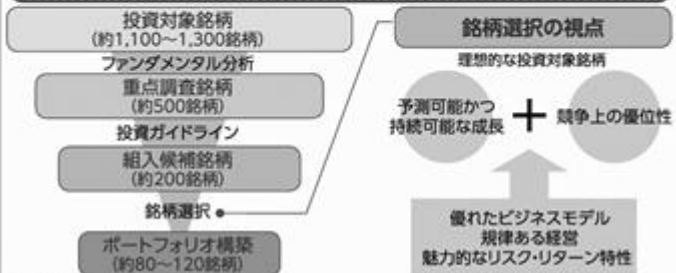 投資対象銘柄
(約1,100～1,300銘柄)
ファンダメンタル分析
重点調査銘柄
(約500銘柄)
投資ガイドライン
組入候補銘柄
(約200銘柄)
銘柄選択
ポートフォリオ構築
(約80～120銘柄)
銘柄選択の視点
理想的な投資対象銘柄
予測可能かつ
持続可能な成長
+
競争上の優位性
優れたビジネスモデル
規律ある経営
魅力的なリスク・リターン特性